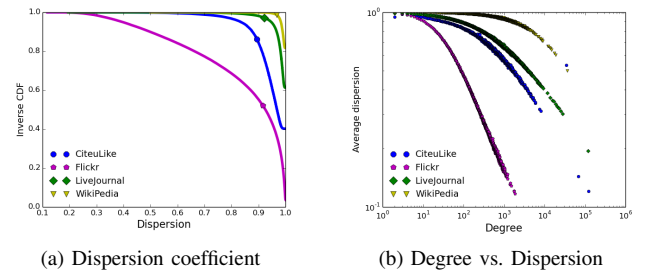 1.0
0.8
0.6
0.4
0.2
0.0
Inverse CDF
CiteuLike
Flickr
LiveJournal
WikiPedia
0.1 0.2 0.3 0.4 0.5 0.6 0.7 0.8 0.9 1.0
Dispersion
(a) Dispersion coefficient
10^0
10^-1
Average dispersion
CiteuLike
Flickr
LiveJournal
WikiPedia
10^0 10^1 10^2 10^3 10^4 10^5 10^6
Degree
(b) Degree vs. Dispersion